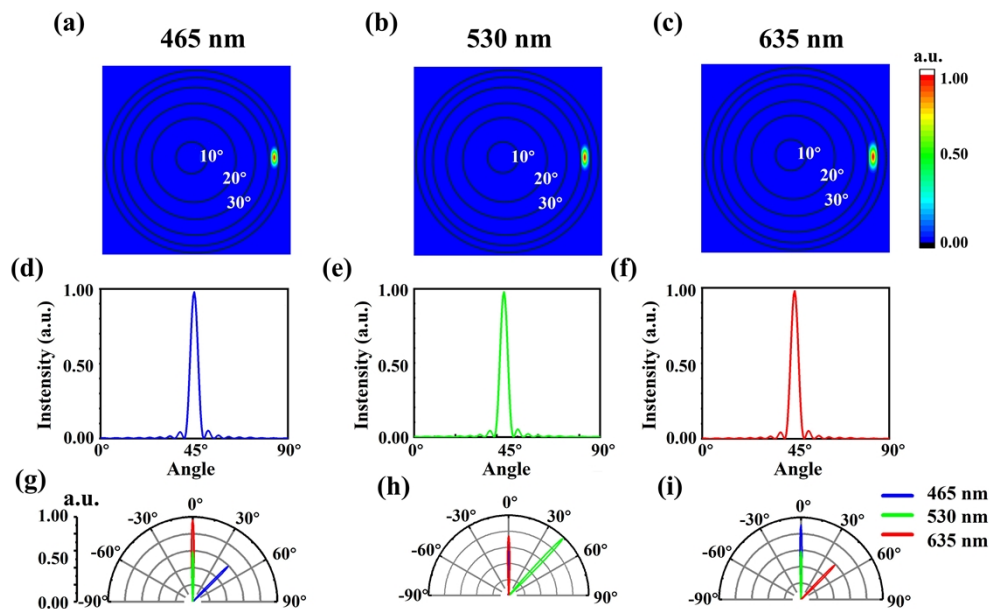 (a) (b) (c)
465 nm 530 nm 635 nm
a.u.
1.00
0.50
0.00
10° 10° 10°
20° 20° 20°
30° 30° 30°
(d) (e) (f)
Instensity (a.u.) Instensity (a.u.) Instensity (a.u.)
1.00 1.00 1.00
0.50 0.50 0.50
0.00 0.00 0.00
0° 45° 90° 0° 45° 90° 0° 45° 90°
Angle Angle Angle
(g) (h) (i)
a.u.
1.00
0.50
0.00
0° 0° 0°
-30° 30° -30° 30° -30° 30°
-60° 60° -60° 60° -60° 60°
-90° 90° -90° 90° -90° 90°
465 nm
530 nm
635 nm